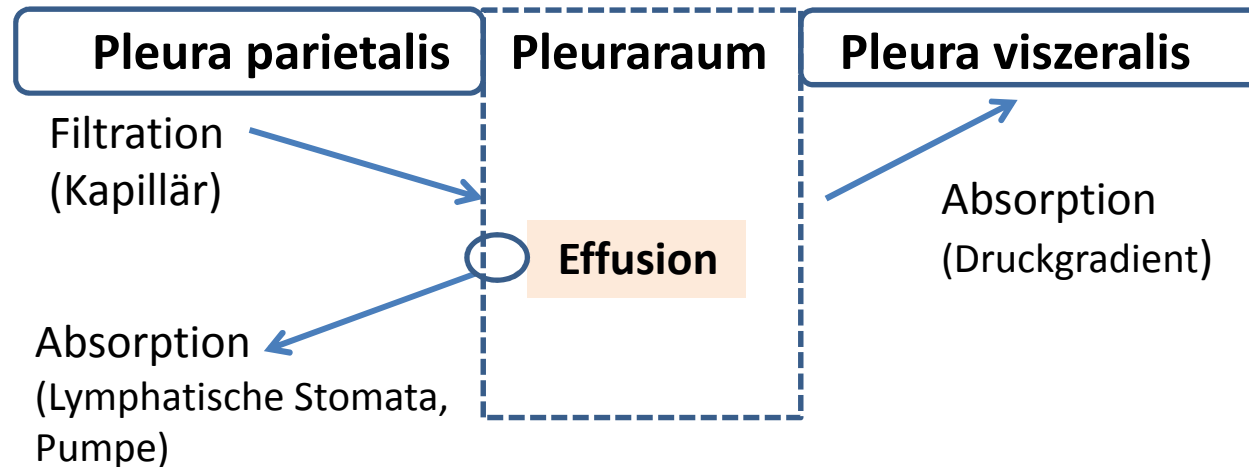 Pleura parietalis
Pleuraraum
Pleura viszeralis
Filtration
(Kapillär)
Effusion
Absorption
(Druckgradient)
Absorption
(Lymphatische Stomata,
Pumpe)